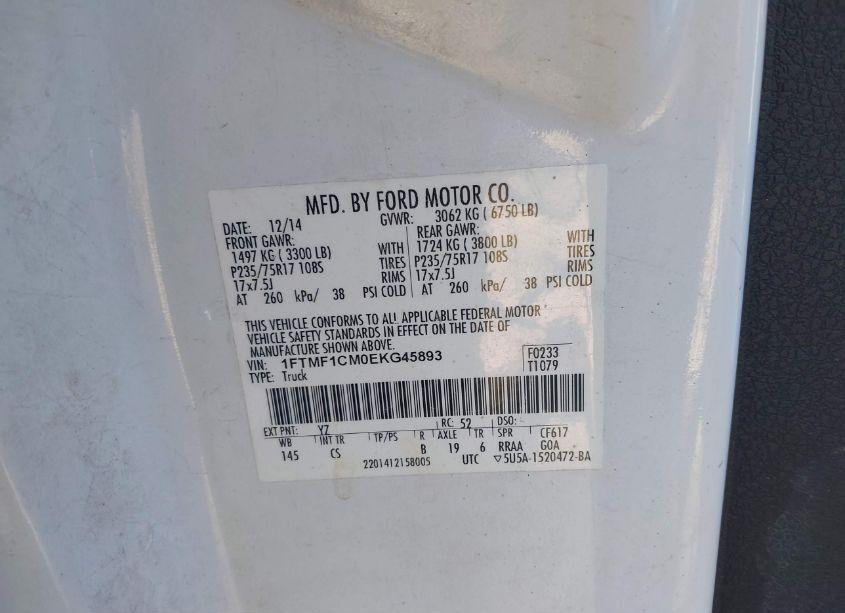 MFD. BY FORD MOTOR CO.
DATE: 12/14 GVWR: 3062 KG ( 6750 LB)
FRONT GAWR: REAR GAWR:
1497 KG ( 3300 LB) WITH 1724 KG ( 3800 LB) WITH
P235/75R17 108S TIRES P235/75R17 108S TIRES
17x7.5J RIMS 17x7.5J RIMS
AT 260 kPa/ 38 PSI COLD AT 260 kPa/ 38 PSI COLD
THIS VEHICLE CONFORMS TO ALL APPLICABLE FEDERAL MOTOR
VEHICLE SAFETY STANDARDS IN EFFECT ON THE DATE OF
MANUFACTURE SHOWN ABOVE.
VIN: 1FTMF1CM0EKG45893 F0233
TYPE: Truck T1079
EXT PNT: YZ RC: 52 DSO:
WB INT TR TP/PS R AXLE TR SPR CF617
145 CS B 19 6 RRAA GOA
2201412158005 UTC ▽5U5A-1520472-BA